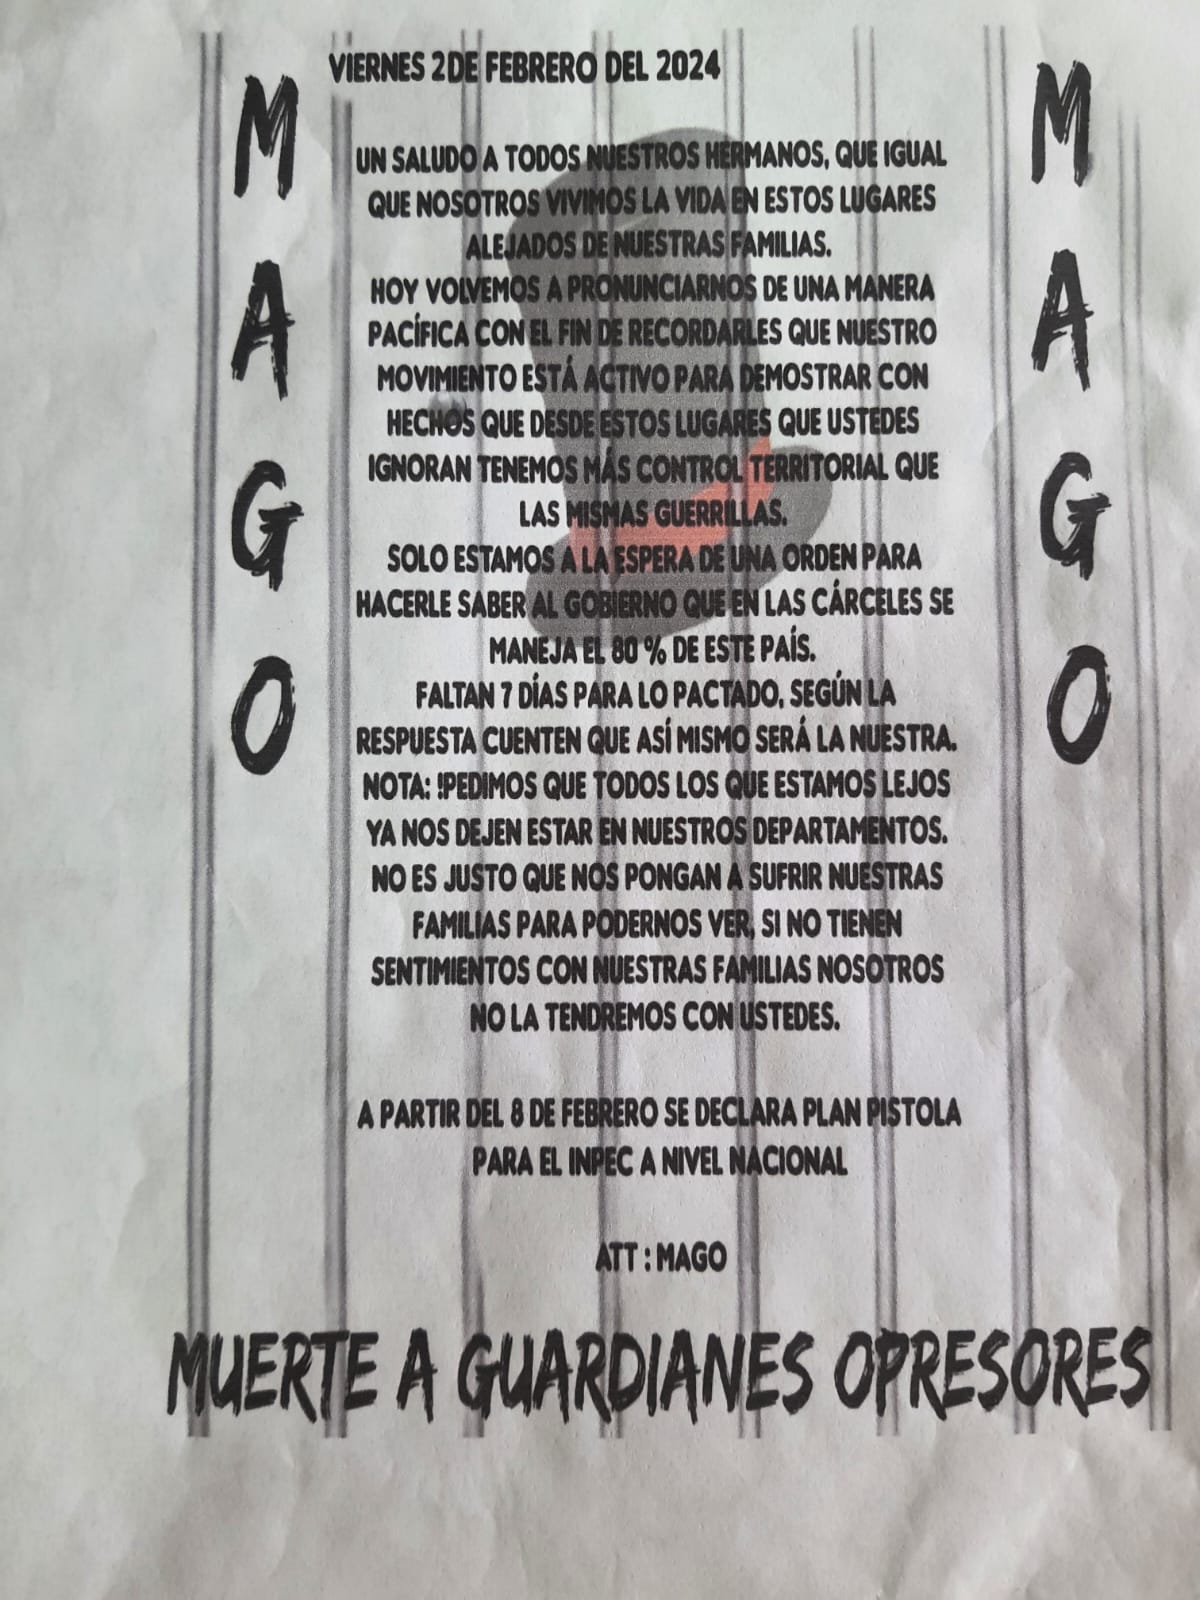 VIERNES 2DE FEBRERO DEL 2024
MAGO
MAGO
UN SALUDO A TODOS NUESTROS HERMANOS, QUE IGUAL
QUE NOSOTROS VIVIMOS LA VIDA EN ESTOS LUGARES
ALEJADOS DE NUESTRAS FAMILIAS.
HOY VOLVEMOS A PRONUNCIARNOS DE UNA MANERA
PACÍFICA CON EL FIN DE RECORDARLES QUE NUESTRO
MOVIMIENTO ESTÁ ACTIVO PARA DEMOSTRAR CON
HECHOS QUE DESDE ESTOS LUGARES QUE USTEDES
IGNORAN TENEMOS MÁS CONTROL TERRITORIAL QUE
LAS MISMAS GUERRILLAS.
SOLO ESTAMOS A LA ESPERA DE UNA ORDEN PARA
HACERLE SABER AL GOBIERNO QUE EN LAS CÁRCELES SE
MANEJA EL 80 % DE ESTE PAÍS.
FALTAN 7 DÍAS PARA LO PACTADO, SEGÚN LA
RESPUESTA CUENTEN QUE ASÍ MISMO SERÁ LA NUESTRA.
NOTA: !PEDIMOS QUE TODOS LOS QUE ESTAMOS LEJOS
YA NOS DEJEN ESTAR EN NUESTROS DEPARTAMENTOS.
NO ES JUSTO QUE NOS PONGAN A SUFRIR NUESTRAS
FAMILIAS PARA PODERNOS VER, SI NO TIENEN
SENTIMIENTOS CON NUESTRAS FAMILIAS NOSOTROS
NO LA TENDREMOS CON USTEDES.
A PARTIR DEL 8 DE FEBRERO SE DECLARA PLAN PISTOLA
PARA EL INPEC A NIVEL NACIONAL
ATT : MAGO
MUERTE A GUARDIANES OPRESORES